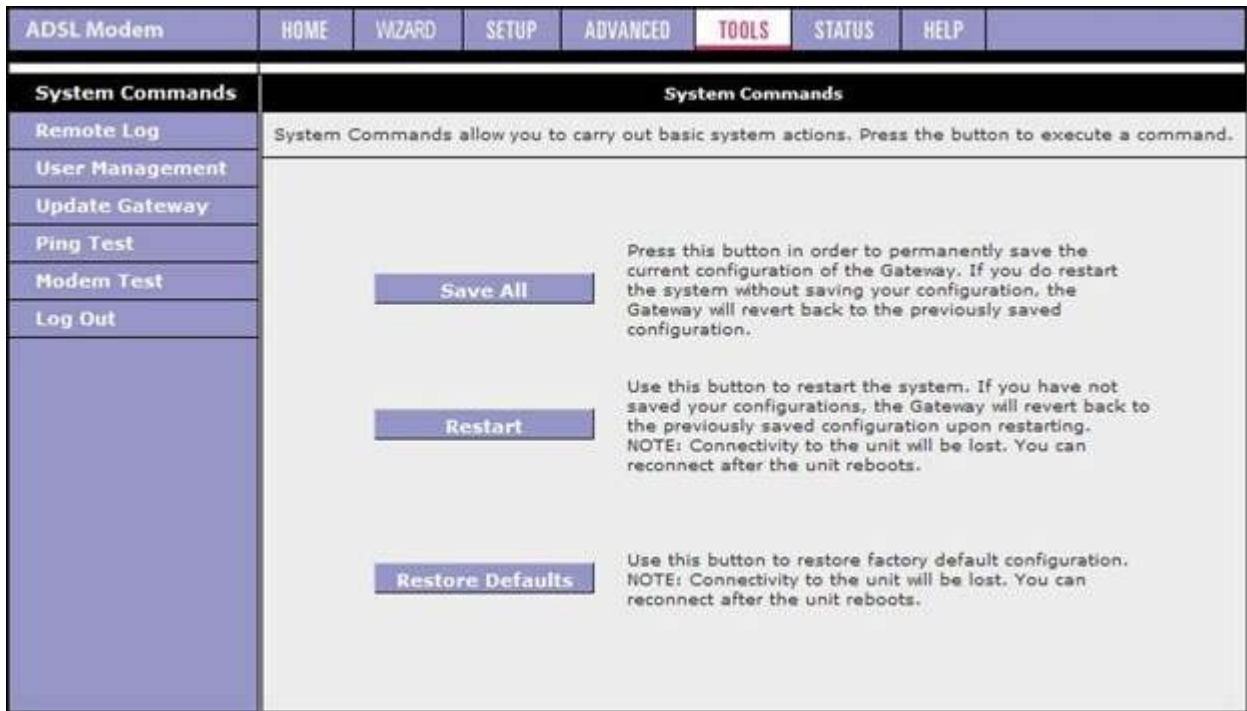 ADSL Modem
HOME
WIZARD
SETUP
ADVANCED
TOOLS
STATUS
HELP
System Commands
Remote Log
User Management
Update Gateway
Ping Test
Modem Test
Log Out
System Commands
System Commands allow you to carry out basic system actions. Press the button to execute a command.
Save All
Press this button in order to permanently save the
current configuration of the Gateway. If you do restart
the system without saving your configuration, the
Gateway will revert back to the previously saved
configuration.
Restart
Use this button to restart the system. If you have not
saved your configurations, the Gateway will revert back to
the previously saved configuration upon restarting.
NOTE: Connectivity to the unit will be lost. You can
reconnect after the unit reboots.
Restore Defaults
Use this button to restore factory default configuration.
NOTE: Connectivity to the unit will be lost. You can
reconnect after the unit reboots.